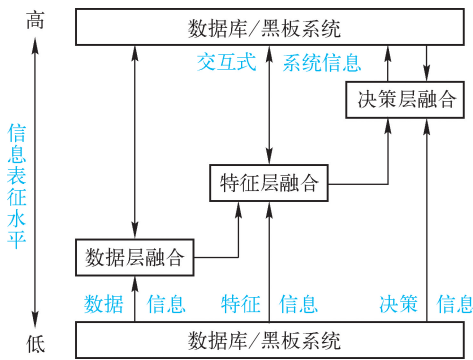 高
数据库/黑板系统
交互式 系统信息
决策层融合
信息表征水平
特征层融合
数据层融合
数据 信息 特征 信息 决策 信息
低
数据库/黑板系统